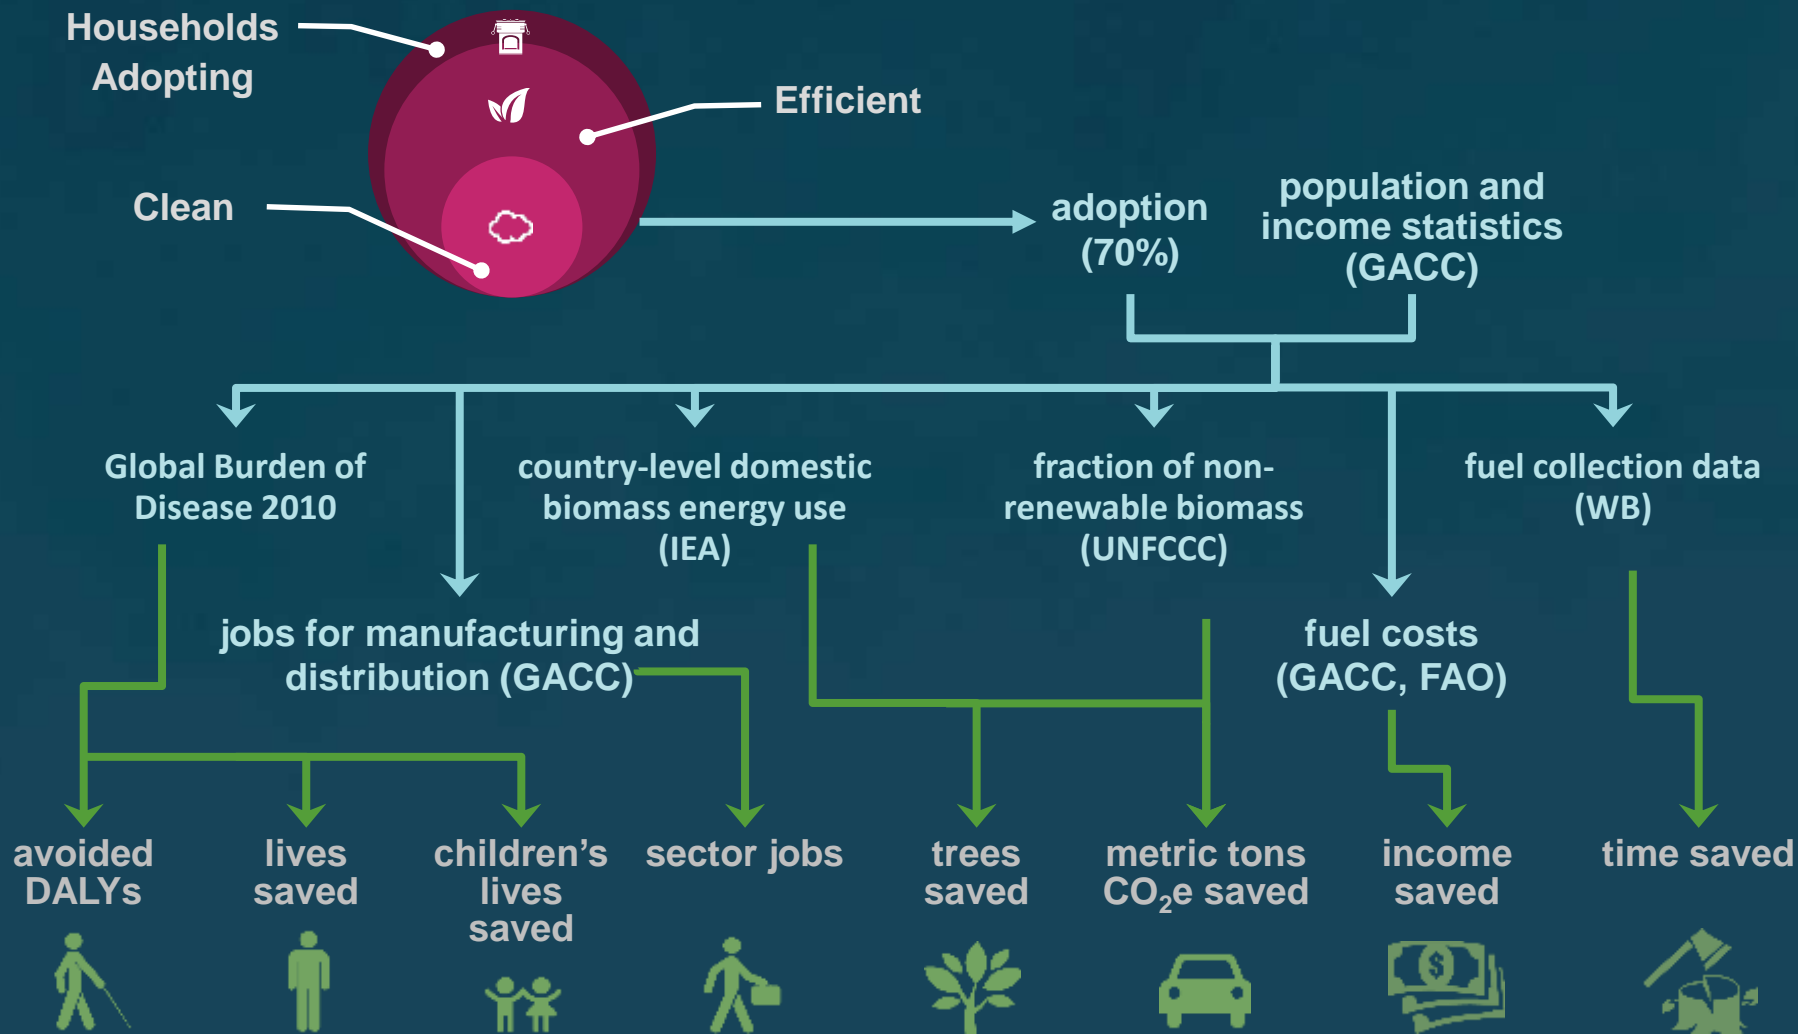 Households
Adopting
Efficient
Clean
adoption
(70%)
population and
income statistics
(GACC)
Global Burden of
Disease 2010
country-level domestic
biomass energy use
(IEA)
fraction of non-
renewable biomass
(UNFCCC)
fuel collection data
(WB)
jobs for manufacturing and
distribution (GACC)
fuel costs
(GACC, FAO)
avoided
DALYs
lives
saved
children’s
lives
saved
sector jobs
trees
saved
metric tons
CO₂e saved
income
saved
time saved
$